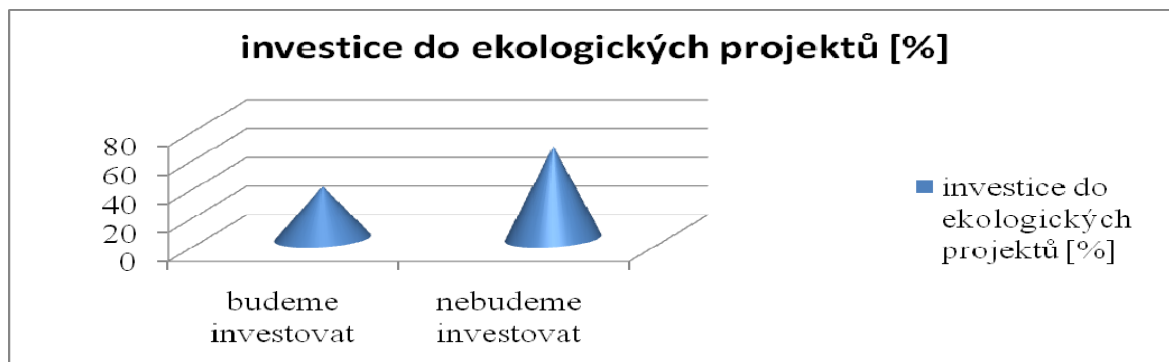 investice do ekologických projektů [%]
80
60
40
20
0
budeme
investovat
nebudeme
investovat
investice do
ekologických
projektů [%]